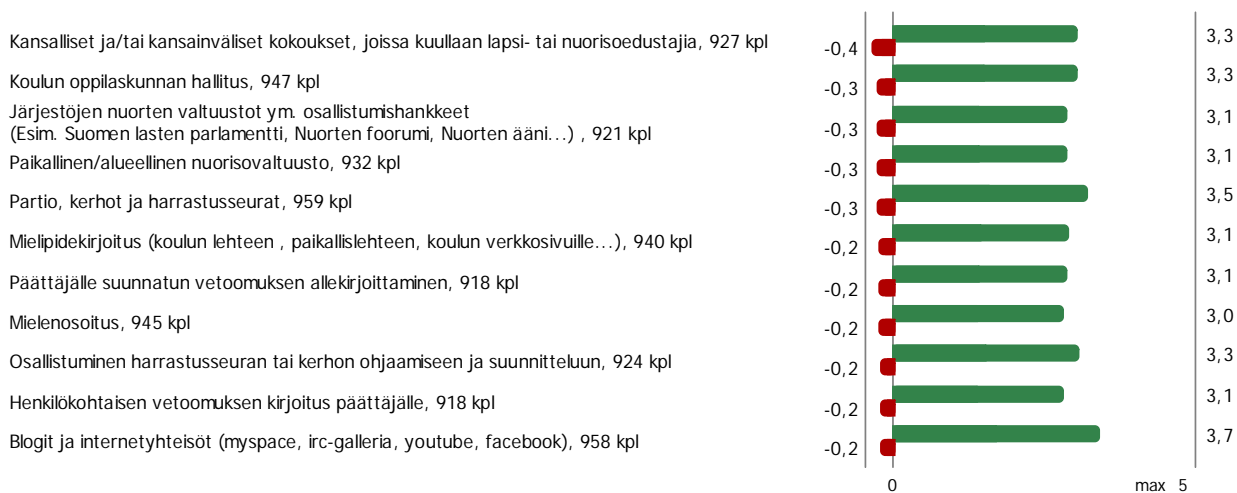 Kansalliset ja/tai kansainväliset kokoukset, joissa kuullaan lapsi- tai nuorisoedustajia, 927 kpl
-0,4
3,3
Koulun oppilaskunnan hallitus, 947 kpl
-0,3
3,3
Järjestöjen nuorten valtuustot ym. osallistumishankkeet
(Esim. Suomen lasten parlamentti, Nuorten foorumi, Nuorten ääni...) , 921 kpl
-0,3
3,1
Paikallinen/alueellinen nuorisovaltuusto, 932 kpl
-0,3
3,1
Partio, kerhot ja harrastusseurat, 959 kpl
-0,3
3,5
Mielipidekirjoitus (koulun lehteen , paikallislehteen, koulun verkkosivuille...), 940 kpl
-0,2
3,1
Päättäjälle suunnatun vetoomuksen allekirjoittaminen, 918 kpl
-0,2
3,1
Mielenosoitus, 945 kpl
-0,2
3,0
Osallistuminen harrastusseuran tai kerhon ohjaamiseen ja suunnitteluun, 924 kpl
-0,2
3,3
Henkilökohtaisen vetoomuksen kirjoitus päättäjälle, 918 kpl
-0,2
3,1
Blogit ja internetyhteisöt (myspace, irc-galleria, youtube, facebook), 958 kpl
-0,2
3,7
0
max 5